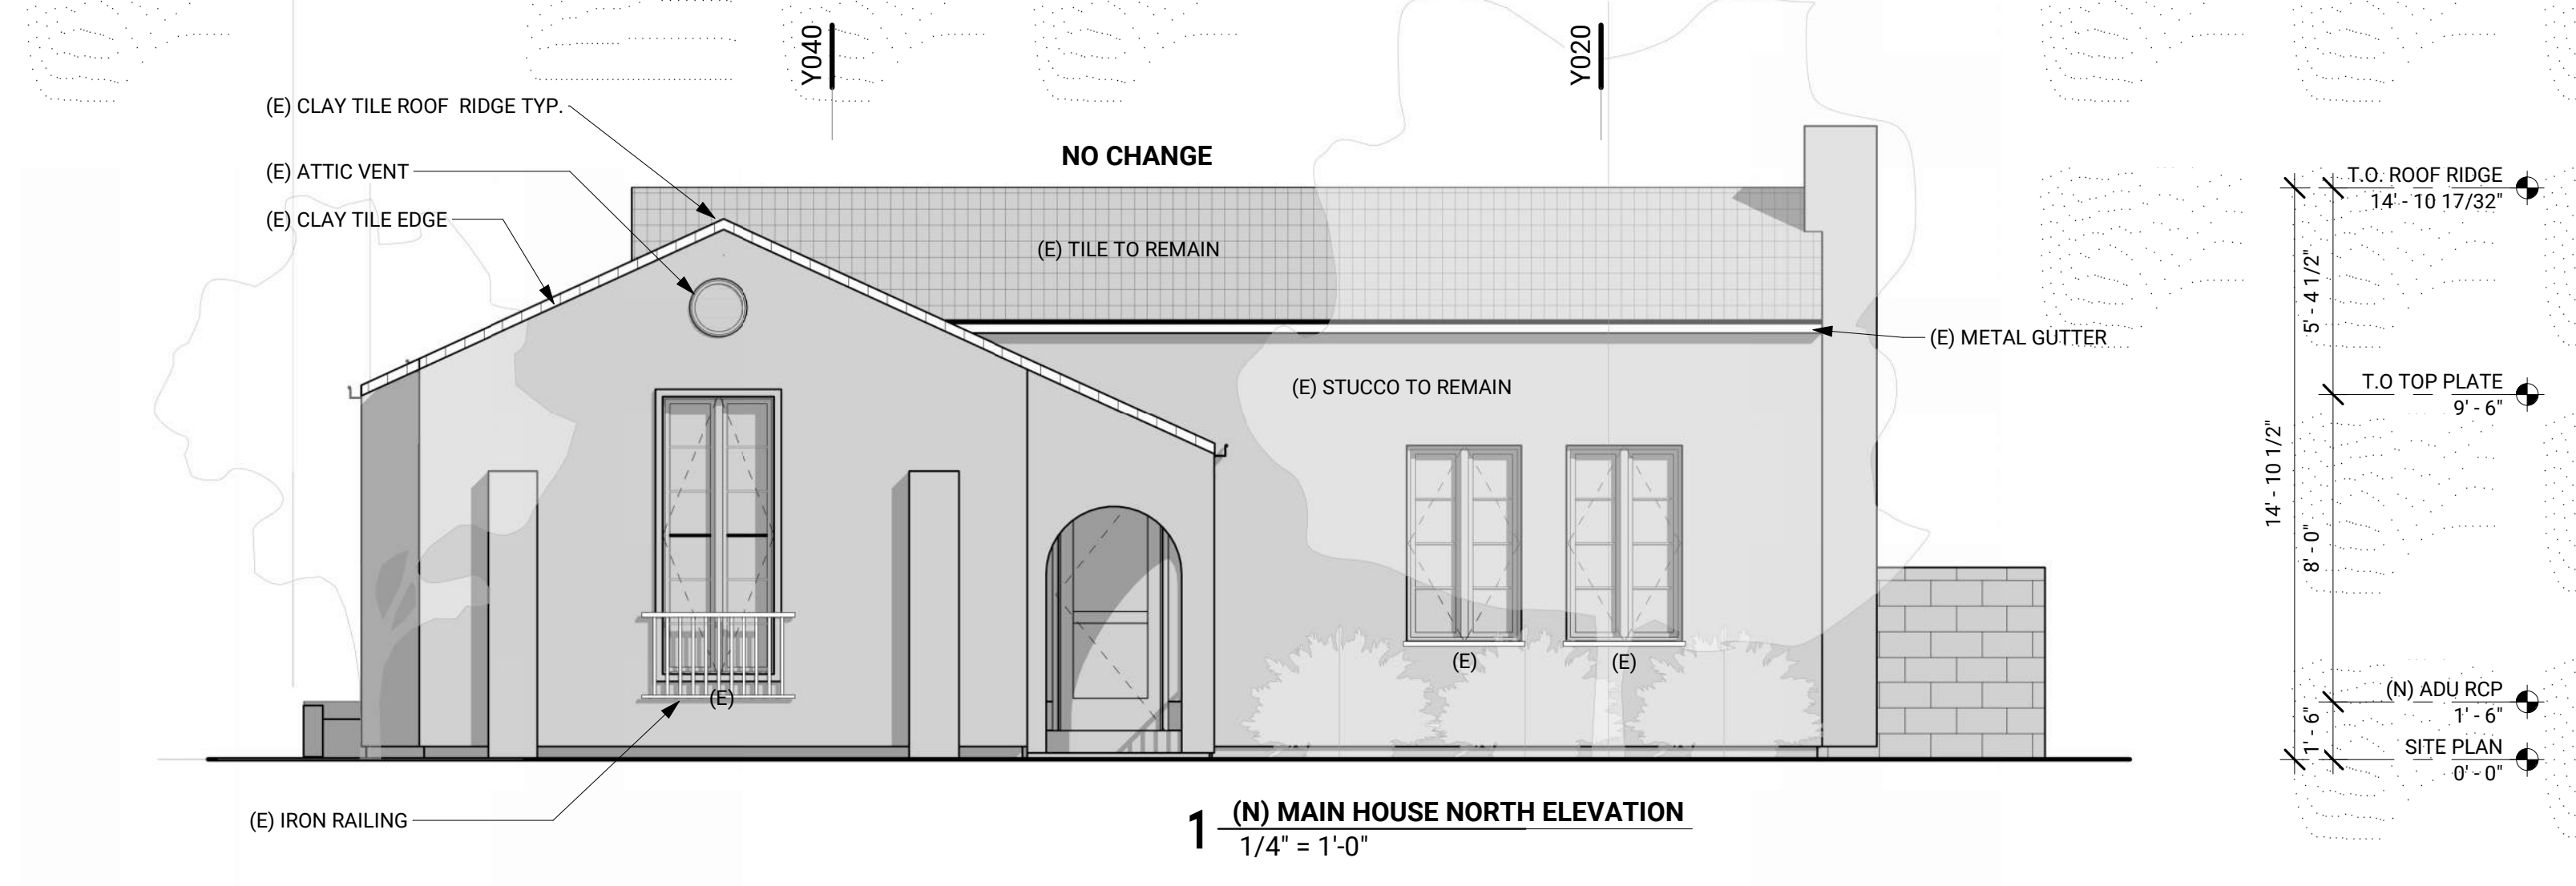 Y040
Y020
(E) CLAY TILE ROOF  RIDGE TYP.
NO CHANGE
(E) ATTIC VENT
(E) CLAY TILE EDGE
(E) TILE TO REMAIN
(E) METAL GUTTER
(E) STUCCO TO REMAIN
(E)
(E)
(E)
(E) IRON RAILING
T.O. ROOF RIDGE
14' - 10 17/32"
5' - 4 1/2"
T.O TOP PLATE
9' - 6"
14' - 10 1/2"
8' - 0"
(N) ADU RCP
1' - 6"
1' - 6"
SITE PLAN
0' - 0"
1
(N) MAIN HOUSE NORTH ELEVATION
1/4" = 1'-0"